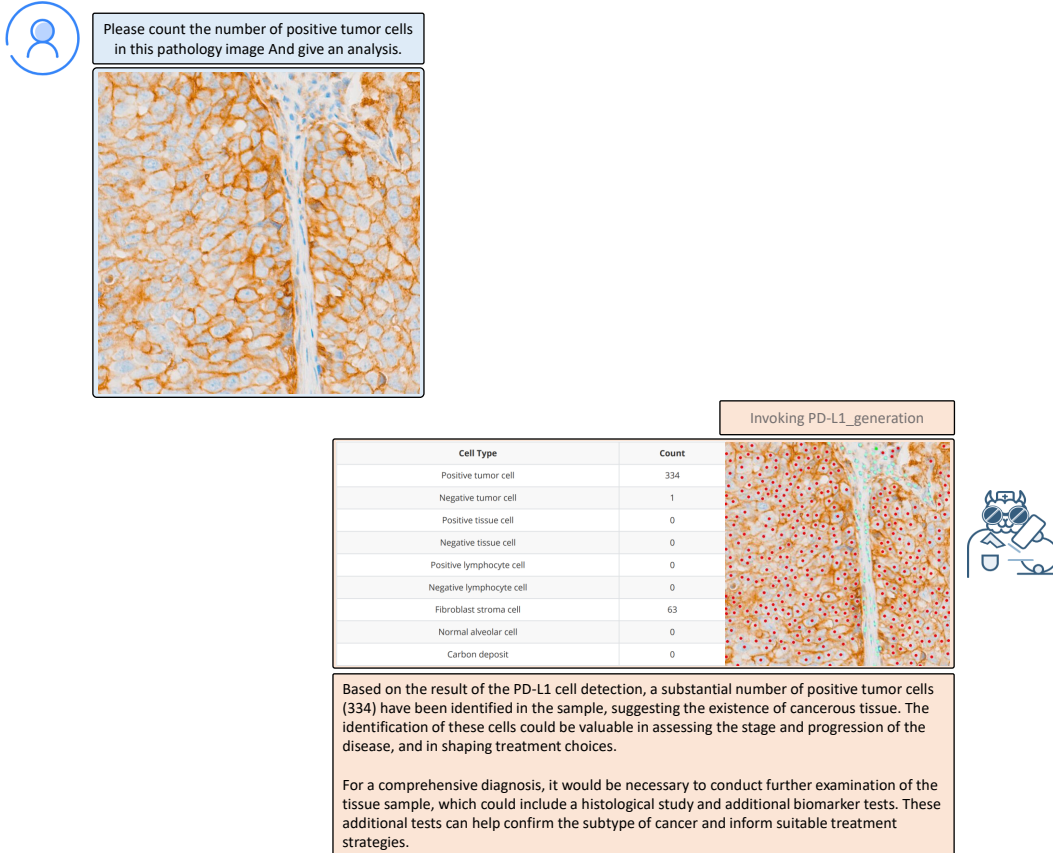 Please count the number of positive tumor cells
in this pathology image And give an analysis.
Invoking PD-L1_generation
Cell Type Count
Positive tumor cell 334
Negative tumor cell 1
Positive tissue cell 0
Negative tissue cell 0
Positive lymphocyte cell 0
Negative lymphocyte cell 0
Fibroblast stroma cell 63
Normal alveolar cell 0
Carbon deposit 0
Based on the result of the PD-L1 cell detection, a substantial number of positive tumor cells
(334) have been identified in the sample, suggesting the existence of cancerous tissue. The
identification of these cells could be valuable in assessing the stage and progression of the
disease, and in shaping treatment choices.
For a comprehensive diagnosis, it would be necessary to conduct further examination of the
tissue sample, which could include a histological study and additional biomarker tests. These
additional tests can help confirm the subtype of cancer and inform suitable treatment
strategies.